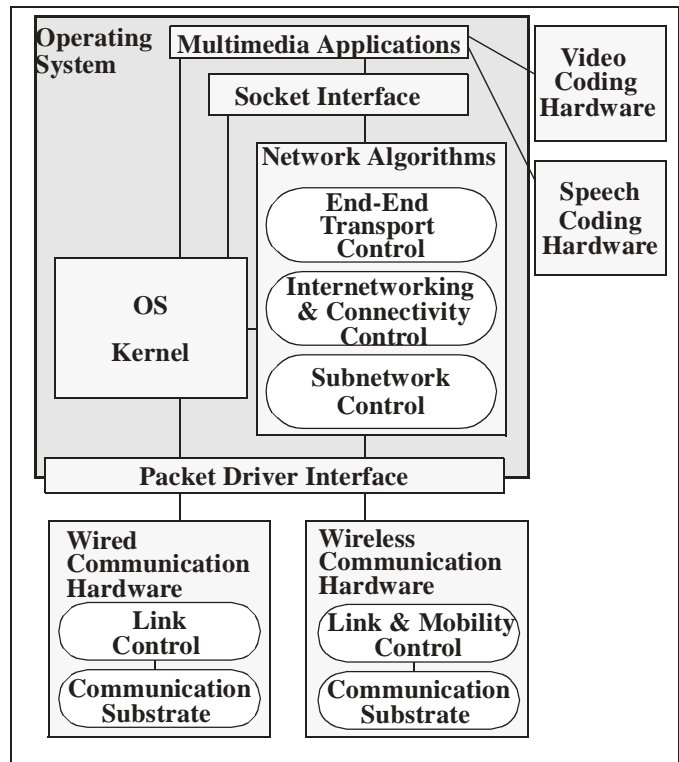 Operating
System
Multimedia Applications
Socket Interface
Network Algorithms
End-End
Transport
Control
Internetworking
& Connectivity
Control
Subnetwork
Control
OS
Kernel
Video
Coding
Hardware
Speech
Coding
Hardware
Packet Driver Interface
Wired
Communication
Hardware
Link
Control
Communication
Substrate
Wireless
Communication
Hardware
Link & Mobility
Control
Communication
Substrate